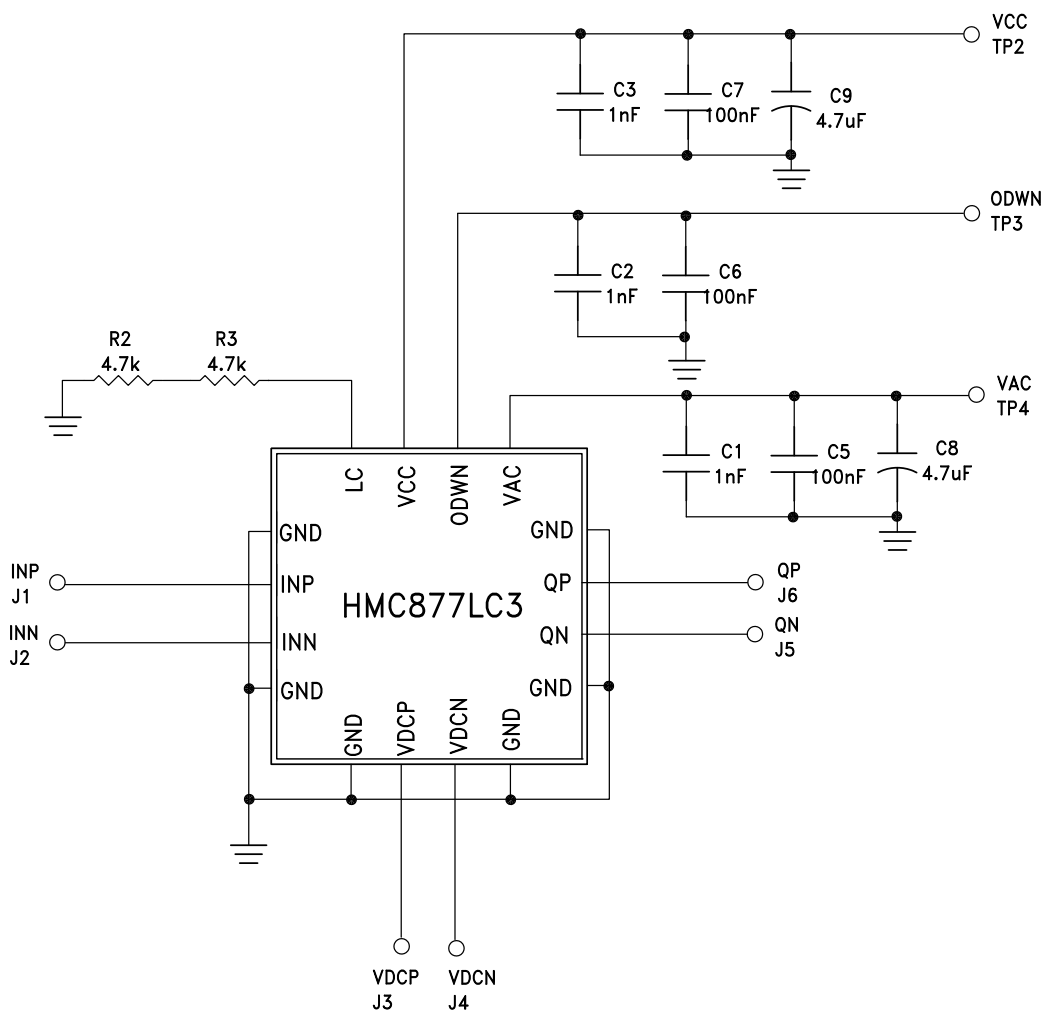 VCC
TP2
C3
1nF
C7
100nF
C9
4.7uF
ODWN
TP3
C2
1nF
C6
100nF
R2
4.7k
R3
4.7k
VAC
TP4
C1
1nF
C5
100nF
C8
4.7uF
LC
VCC
ODWN
VAC
GND
GND
INP
J1
INP
HMC877LC3
QP
QP
J6
INN
J2
INN
QN
QN
J5
GND
GND
GND
VDCP
VDCN
GND
VDCP
J3
VDCN
J4